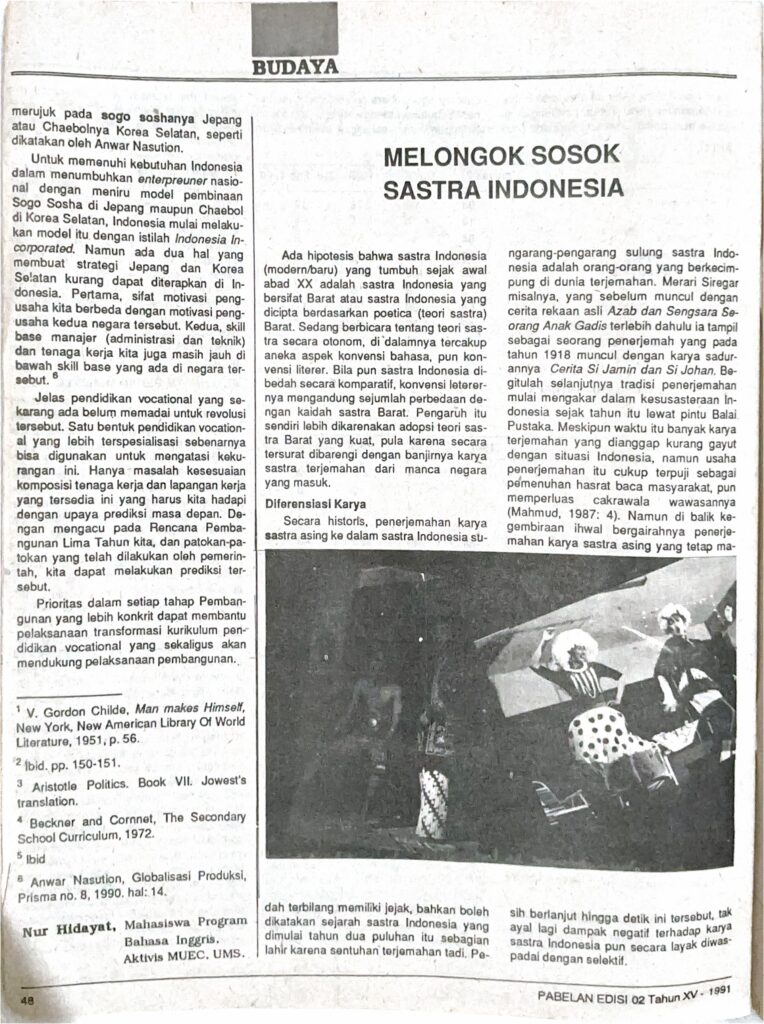 BUDAYA
merujuk pada sogo soshanya Jepang
atau Chaebolnya Korea Selatan, seperti
dikatakan oleh Anwar Nasution.
Untuk memenuhi kebutuhan Indonesia
dalam menumbuhkan enterpreuner nasio-
nal dengan meniru model pembinaan
Sogo Sosha di Jepang maupun Chaebol
di Korea Selatan, Indonesia mulai melaku-
kan model itu dengan istilah Indonesia In-
corporated. Namun ada dua hal yang
membuat strategi Jepang dan Korea
Selatan kurang dapat diterapkan di In-
donesia. Pertama, sifat motivasi peng-
usaha kita berbeda dengan motivasi peng-
usaha kedua negara tersebut. Kedua, skill
base manajer (administrasi dan teknik)
dan tenaga kerja kita juga masih jauh di
bawah skill base yang ada di negara ter-
sebut. 6
Jelas pendidikan vocational yang se-
karang ada belum memadai untuk revolusi
tersebut. Satu bentuk pendidikan vocation-
al yang lebih terspesialisasi sebenarnya
bisa digunakan untuk mengatasi keku-
rangan ini. Hanya masalah kesesuaian
komposisi tenaga kerja dan lapangan kerja
yang tersedia ini yang harus kita hadapi
dengan upaya prediksi masa depan. De-
ngan mengacu pada Rencana Pemba-
ngunan Lima Tahun kita, dan patokan-pa-
tokan yang telah dilakukan oleh pemerin-
tah, kita dapat melakukan prediksi ter-
sebut.
Prioritas dalam setiap tahap Pemban-
gunan yang lebih konkrit dapat membantu
pelaksanaan transformasi kurikulum pen-
didikan vocational yang sekaligus akan
mendukung pelaksanaan pembangunan.
1 V. Gordon Childe, Man makes Himself,
New York, New American Library Of World
Literature, 1951, p. 56.
2 Ibid. pp. 150-151.
3 Aristotle Politics. Book VII. Jowest's
translation.
4 Beckner and Cornnet, The Secondary
School Curriculum, 1972.
5 Ibid
6 Anwar Nasution, Globalisasi Produksi,
Prisma no. 8, 1990. hal: 14.
Nur Hidayat, Mahasiswa Program
Bahasa Inggris.
Aktivis MUEC. UMS.
MELONGOK SOSOK
SASTRA INDONESIA
Ada hipotesis bahwa sastra Indonesia
(modern/baru) yang tumbuh sejak awal
abad XX adalah sastra Indonesia yang
bersifat Barat atau sastra Indonesia yang
dicipta berdasarkan poetica (teori sastra)
Barat. Sedang berbicara tentang teori sas-
tra secara otonom, di dalamnya tercakup
aneka aspek konvensi bahasa, pun kon-
vensi literer. Bila pun sastra Indonesia di-
bedah secara komparatif, konvensi leterer-
nya mengandung sejumlah perbedaan de-
ngan kaidah sastra Barat. Pengaruh itu
sendiri lebih dikarenakan adopsi teori sas-
tra Barat yang kuat, pula karena secara
tersurat dibarengi dengan banjirnya karya
sastra terjemahan dari manca negara
yang masuk.
Diferensiasi Karya
Secara historis, penerjemahan karya
sastra asing ke dalam sastra Indonesia su-
dah terbilang memiliki jejak, bahkan boleh
dikatakan sejarah sastra Indonesia yang
dimulai tahun dua puluhan itu sebagian
lahir karena sentuhan terjemahan tadi. Pe-
ngarang-pengarang sulung sastra Indo-
nesia adalah orang-orang yang berkecim-
pung di dunia terjemahan. Merari Siregar
misalnya, yang sebelum muncul dengan
cerita rekaan asli Azab dan Sengsara Se-
orang Anak Gadis terlebih dahulu ia tampil
sebagai seorang penerjemah yang pada
tahun 1918 muncul dengan karya sadur-
annya Cerita Si Jamin dan Si Johan. Be-
gitulah selanjutnya tradisi penerjemahan
mulai mengakar dalam kesusasteraan In-
donesia sejak tahun itu lewat pintu Balai
Pustaka. Meskipun waktu itu banyak karya
terjemahan yang dianggap kurang gayut
dengan situasi Indonesia, namun usaha
penerjemahan itu cukup terpuji sebagai
pemenuhan hasrat baca masyarakat, pun
memperluas cakrawala wawasannya
(Mahmud, 1987: 4). Namun di balik ke-
gembiraan ihwal bergairahnya penerje-
mahan karya sastra asing yang tetap ma-
sih berlanjut hingga detik ini tersebut, tak
ayal lagi dampak negatif terhadap karya
sastra Indonesia pun secara layak diwas-
padai dengan selektif.
48
PABELAN EDISI 02 Tahun XV - 1991